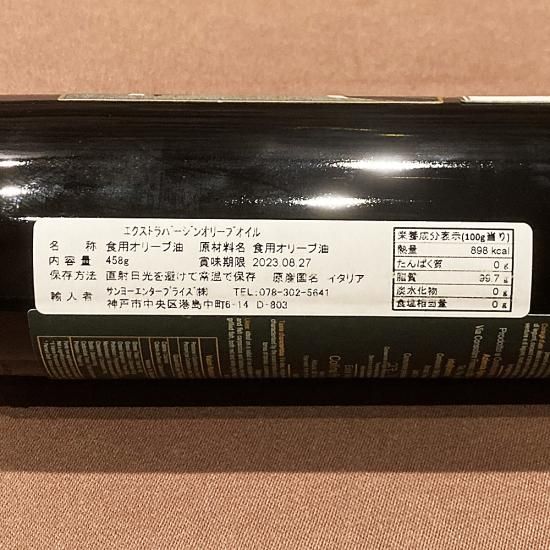 エクストラバージンオリーブオイル
名 称 食用オリーブ油 原材料名 食用オリーブ油
内容量 458g 賞味期限 2023.08.27
保存方法 直射日光を避けて常温で保存 原産国名 イタリア
輸入者 サンヨーエンタープライズ(株) TEL:078-302-5641
神戸市中央区港島中町6-14 D-803
栄養成分表示(100g当り)
熱量 898 kcal
たんぱく質 0 g
脂質 99.7 g
炭水化物 0 g
食塩相当量 0 g